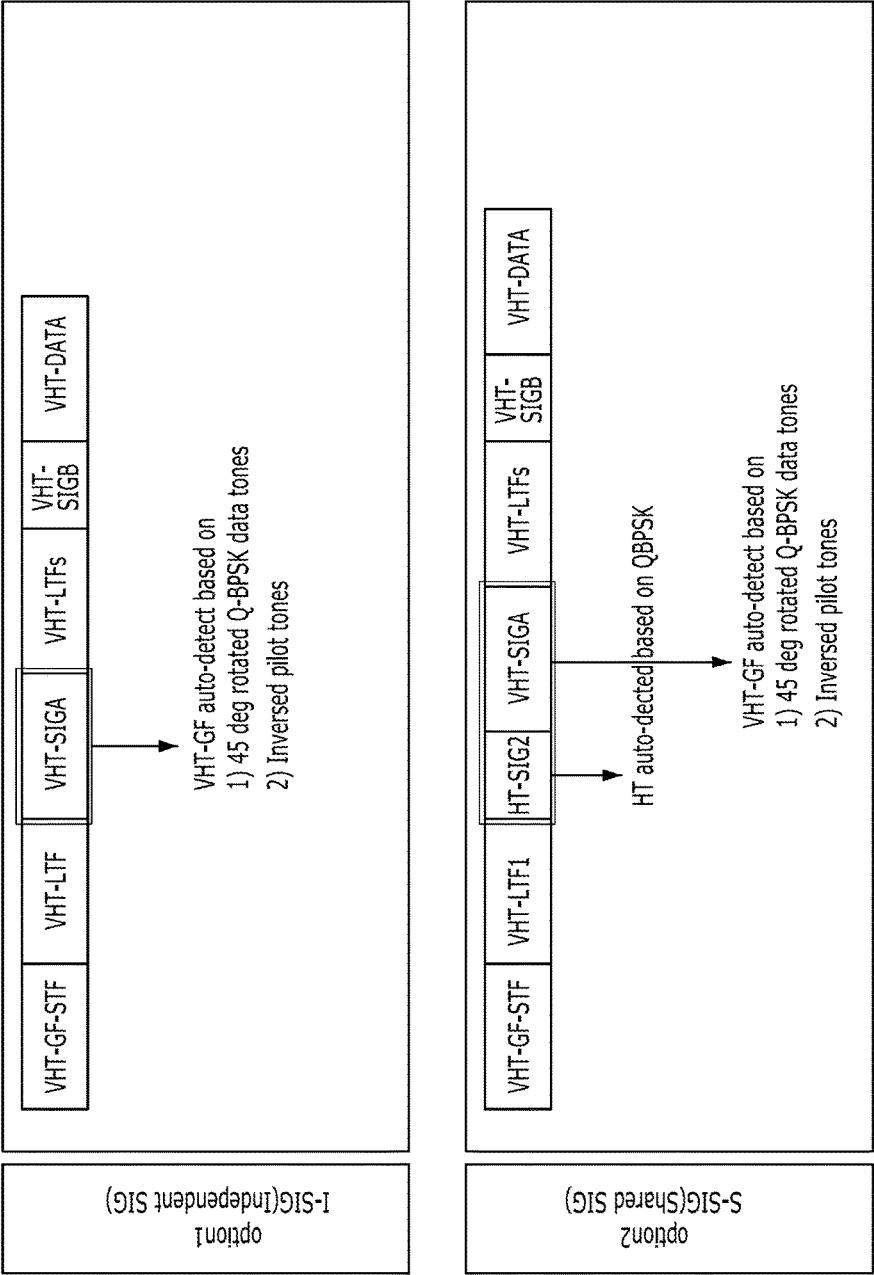 option1
I-SIG(Independent SIG)
VHT-GF-STF
VHT-LTF
VHT-SIGA
VHT-LTFs
VHT-
SIGB
VHT-DATA
VHT-GF auto-detect based on
1) 45 deg rotated Q-BPSK data tones
2) Inversed pilot tones
option2
S-SIG(Shared SIG)
VHT-GF-STF
VHT-LTF1
HT-SIG2
VHT-SIGA
VHT-LTFs
VHT-
SIGB
VHT-DATA
HT auto-dected based on QBPSK
VHT-GF auto-detect based on
1) 45 deg rotated Q-BPSK data tones
2) Inversed pilot tones